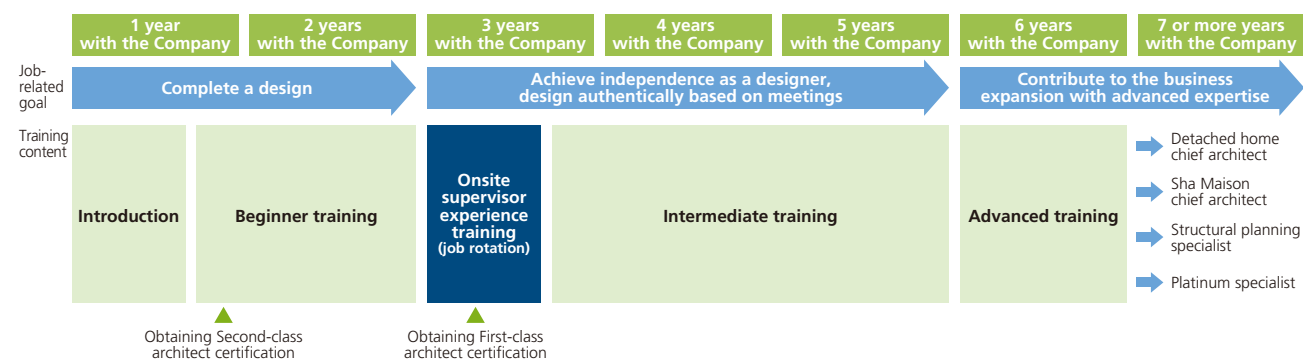 1 year
with the Company
2 years
with the Company
3 years
with the Company
4 years
with the Company
5 years
with the Company
6 years
with the Company
7 or more years
with the Company
Job-
related
goal
Complete a design
Achieve independence as a designer,
design authentically based on meetings
Contribute to the business
expansion with advanced expertise
Training
content
Introduction
Beginner training
Onsite
supervisor
experience
training
(job rotation)
Intermediate training
Advanced training
Detached home
chief architect
Sha Maison
chief architect
Structural planning
specialist
Platinum specialist
Obtaining Second-class
architect certification
Obtaining First-class
architect certification